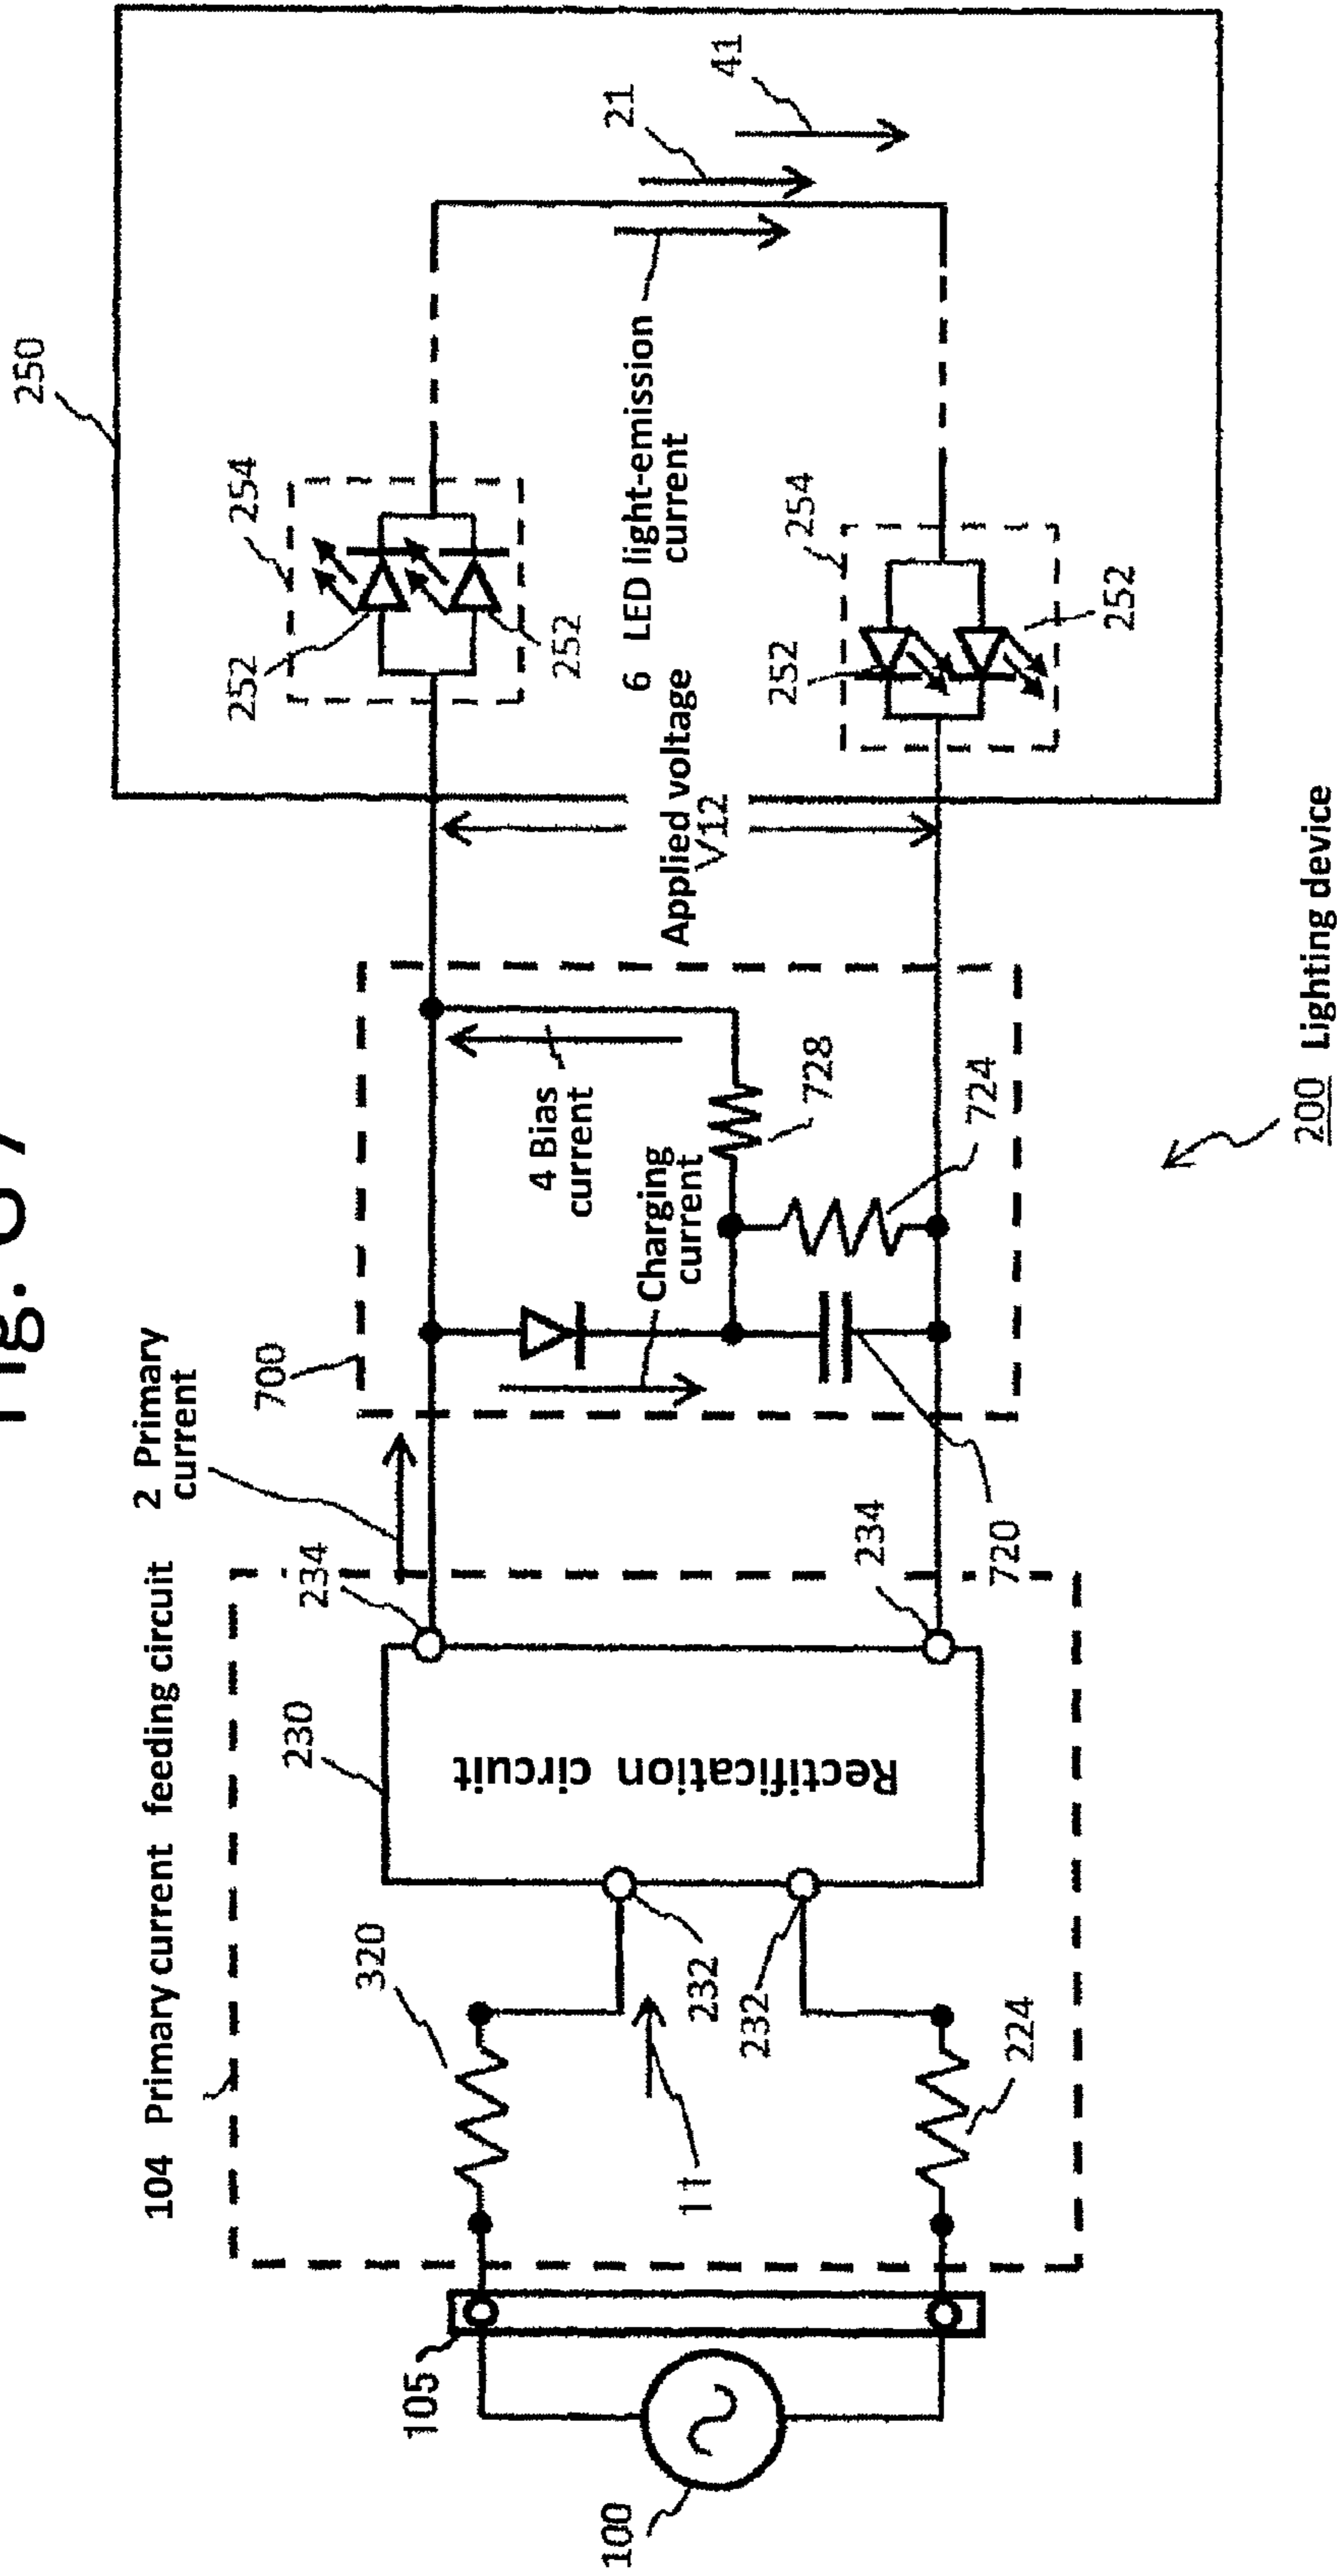 104 Primary current feeding circuit
2 Primary
current
700
250
230
234
320
105
100
11
232
232
224
Rectification circuit
234
720
Charging
current
4 Bias
current
728
724
Applied voltage
V12
6 LED light-emission
current
254
252
252
254
252
252
21
41
200 Lighting device